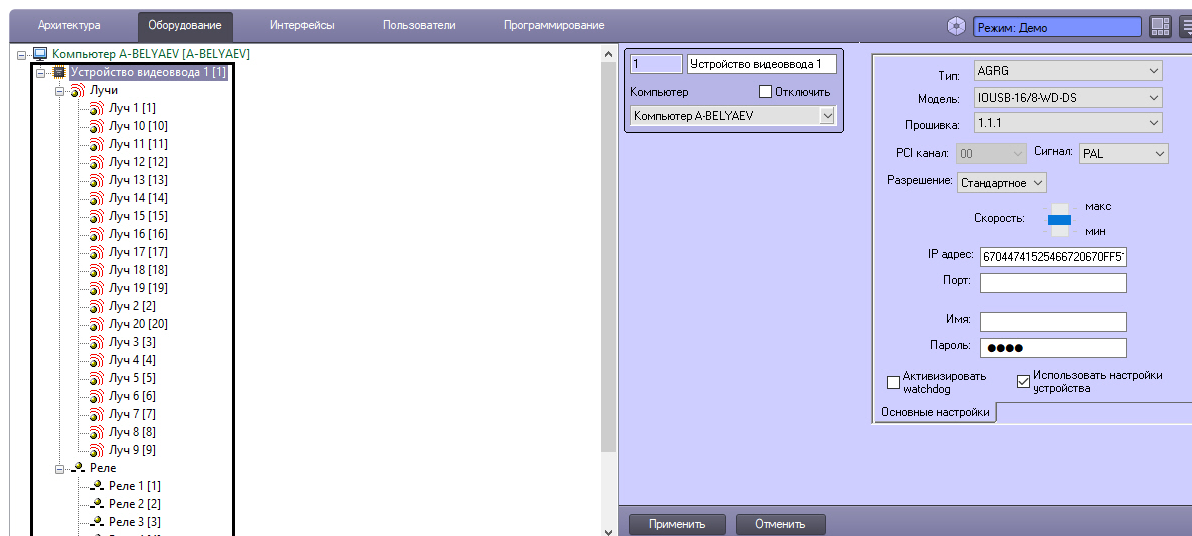 Архитектура Оборудование Интерфейсы Пользователи Программирование Режим: Демо
Компьютер A-BELYAEV [A-BELYAEV]
Устройство видеоввода 1 [1]
Лучи
Луч 1 [1]
Луч 10 [10]
Луч 11 [11]
Луч 12 [12]
Луч 13 [13]
Луч 14 [14]
Луч 15 [15]
Луч 16 [16]
Луч 17 [17]
Луч 18 [18]
Луч 19 [19]
Луч 2 [2]
Луч 20 [20]
Луч 3 [3]
Луч 4 [4]
Луч 5 [5]
Луч 6 [6]
Луч 7 [7]
Луч 8 [8]
Луч 9 [9]
Реле
Реле 1 [1]
Реле 2 [2]
Реле 3 [3]
1 Устройство видеоввода 1
Компьютер Отключить
Компьютер A-BELYAEV
Тип: AGRG
Модель: IOUSB-16/8-WD-DS
Прошивка: 1.1.1
PCI канал: 00 Сигнал: PAL
Разрешение: Стандартное
макс
Скорость:
мин
IP адрес: 67044741525466720670FF5
Порт:
Имя:
Пароль: ●●●●
Активизировать
watchdog
Использовать настройки
устройства
Основные настройки
Применить Отменить